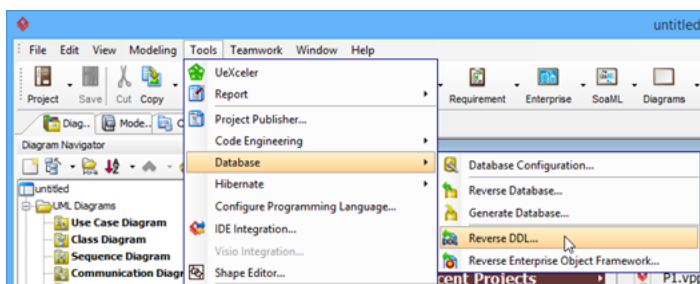 untitled
File Edit View Modeling Tools Teamwork Window Help
Project Save Cut Copy
Requirement Enterprise SoaML Diagrams
UeXceler
Report
Project Publisher...
Code Engineering
Database
Hibernate
Configure Programming Language...
IDE Integration...
Visio Integration...
Shape Editor...
Database Configuration...
Reverse Database...
Generate Database...
Reverse DDL...
Reverse Enterprise Object Framework...
Diag.. Mode.. C
Diagram Navigator
untitled
UML Diagrams
Use Case Diagram
Class Diagram
Sequence Diagram
Communication Diagr
cent Projects
P1.vpp